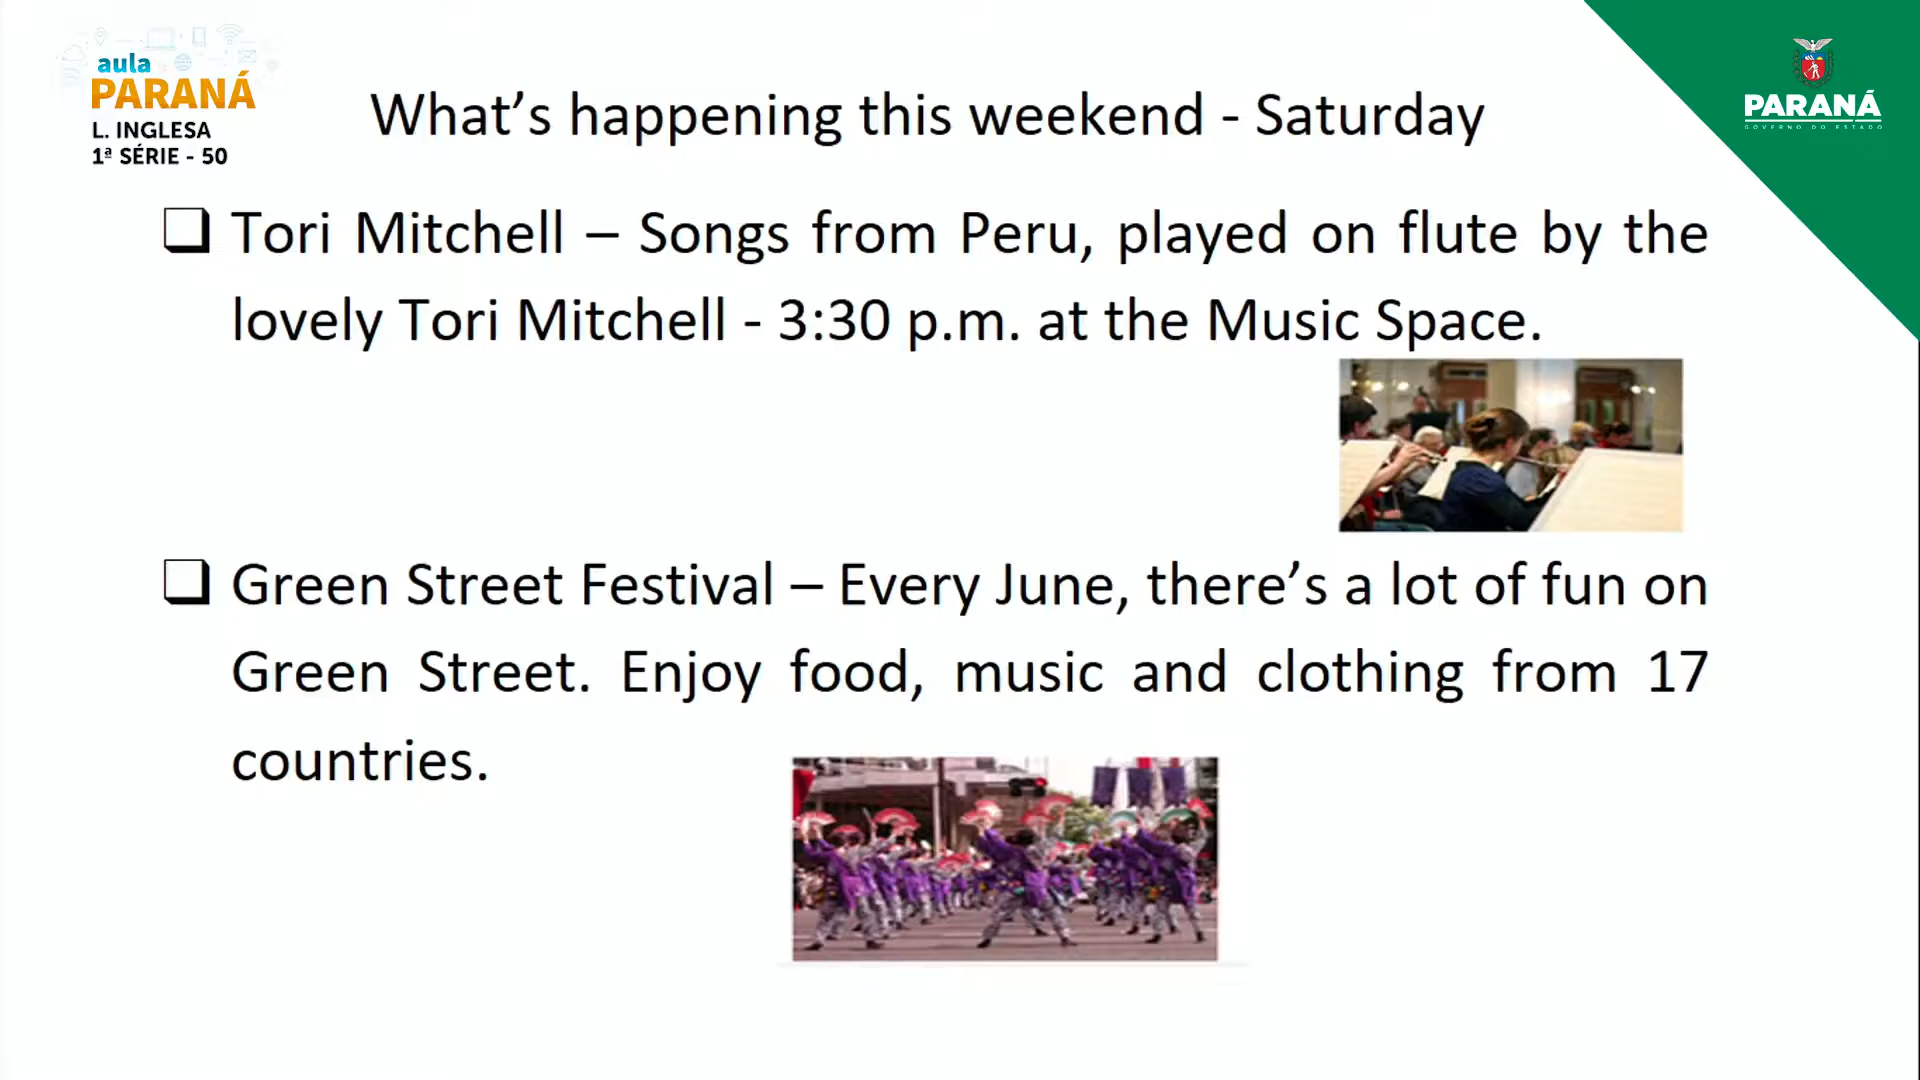 aula
PARANÁ
L. INGLESA
1ª SÉRIE - 50
PARANÁ
GOVERNO DO ESTADO
What’s happening this weekend - Saturday
❑ Tori Mitchell – Songs from Peru, played on flute by the
lovely Tori Mitchell - 3:30 p.m. at the Music Space.
❑ Green Street Festival – Every June, there’s a lot of fun on
Green Street. Enjoy food, music and clothing from 17
countries.